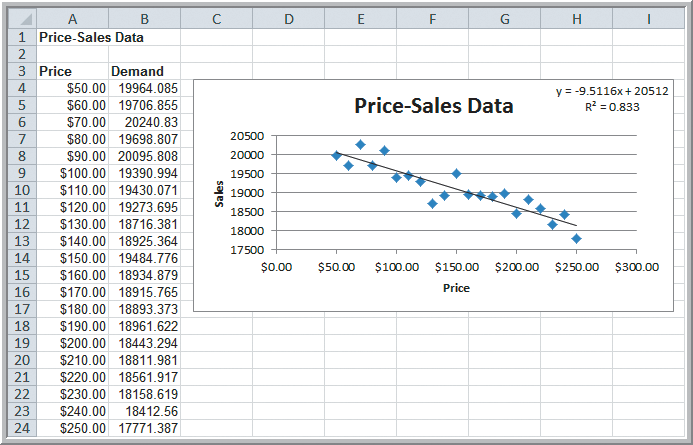 A B C D E F G H I
1 Price-Sales Data
2
3 Price Demand
4 $50.00 19964.085
5 $60.00 19706.855
6 $70.00 20240.83
7 $80.00 19698.807
8 $90.00 20095.808
9 $100.00 19390.994
10 $110.00 19430.071
11 $120.00 19273.695
12 $130.00 18716.381
13 $140.00 18925.364
14 $150.00 19484.776
15 $160.00 18934.879
16 $170.00 18915.765
17 $180.00 18893.373
18 $190.00 18961.622
19 $200.00 18443.294
20 $210.00 18811.981
21 $220.00 18561.917
22 $230.00 18158.619
23 $240.00 18412.56
24 $250.00 17771.387
Price-Sales Data
y = -9.5116x + 20512
R² = 0.833
Sales
20500
20000
19500
19000
18500
18000
17500
$0.00 $50.00 $100.00 $150.00 $200.00 $250.00 $300.00
Price